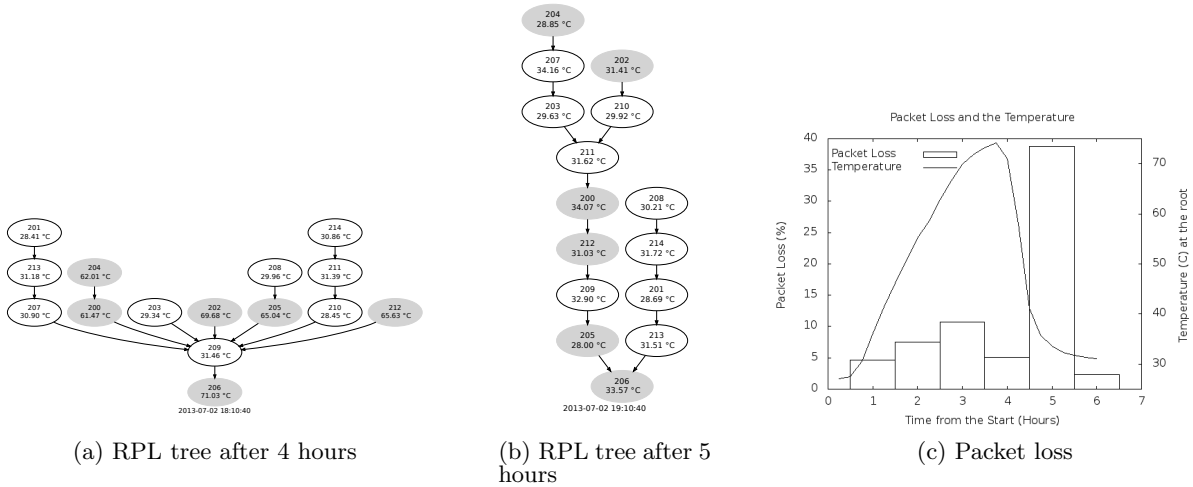 201
28.41 °C
214
30.86 °C
213
31.18 °C
204
62.01 °C
208
29.96 °C
211
31.39 °C
207
30.90 °C
200
61.47 °C
203
29.34 °C
202
69.68 °C
205
65.04 °C
210
28.45 °C
212
65.63 °C
209
31.46 °C
206
71.03 °C
2013-07-02 18:10:40
(a) RPL tree after 4 hours
204
28.85 °C
207
34.16 °C
202
31.41 °C
203
29.63 °C
210
29.92 °C
211
31.62 °C
200
34.07 °C
208
30.21 °C
212
31.03 °C
214
31.72 °C
209
32.90 °C
201
28.69 °C
205
28.00 °C
213
31.51 °C
206
33.57 °C
2013-07-02 19:10:40
(b) RPL tree after 5
hours
Packet Loss and the Temperature
Packet Loss
Temperature
Packet Loss (%)
40
35
30
25
20
15
10
5
0
70
60
50
40
30
Temperature (C) at the root
0 1 2 3 4 5 6 7
Time from the Start (Hours)
(c) Packet loss